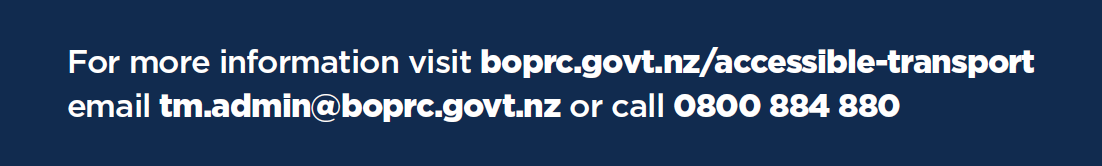 For more information visit boprc.govt.nz/accessible-transport
email tm.admin@boprc.govt.nz or call 0800 884 880